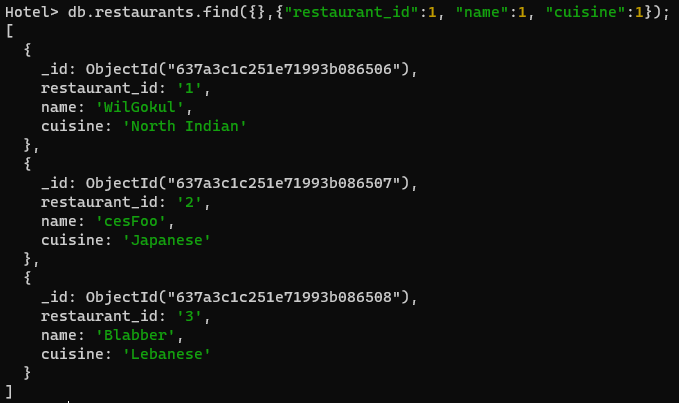 Hotel> db.restaurants.find({},{"restaurant_id":1, "name":1, "cuisine":1});
[
  {
    _id: ObjectId("637a3c1c251e71993b086506"),
    restaurant_id: '1',
    name: 'WilGokul',
    cuisine: 'North Indian'
  },
  {
    _id: ObjectId("637a3c1c251e71993b086507"),
    restaurant_id: '2',
    name: 'cesFoo',
    cuisine: 'Japanese'
  },
  {
    _id: ObjectId("637a3c1c251e71993b086508"),
    restaurant_id: '3',
    name: 'Blabber',
    cuisine: 'Lebanese'
  }
]